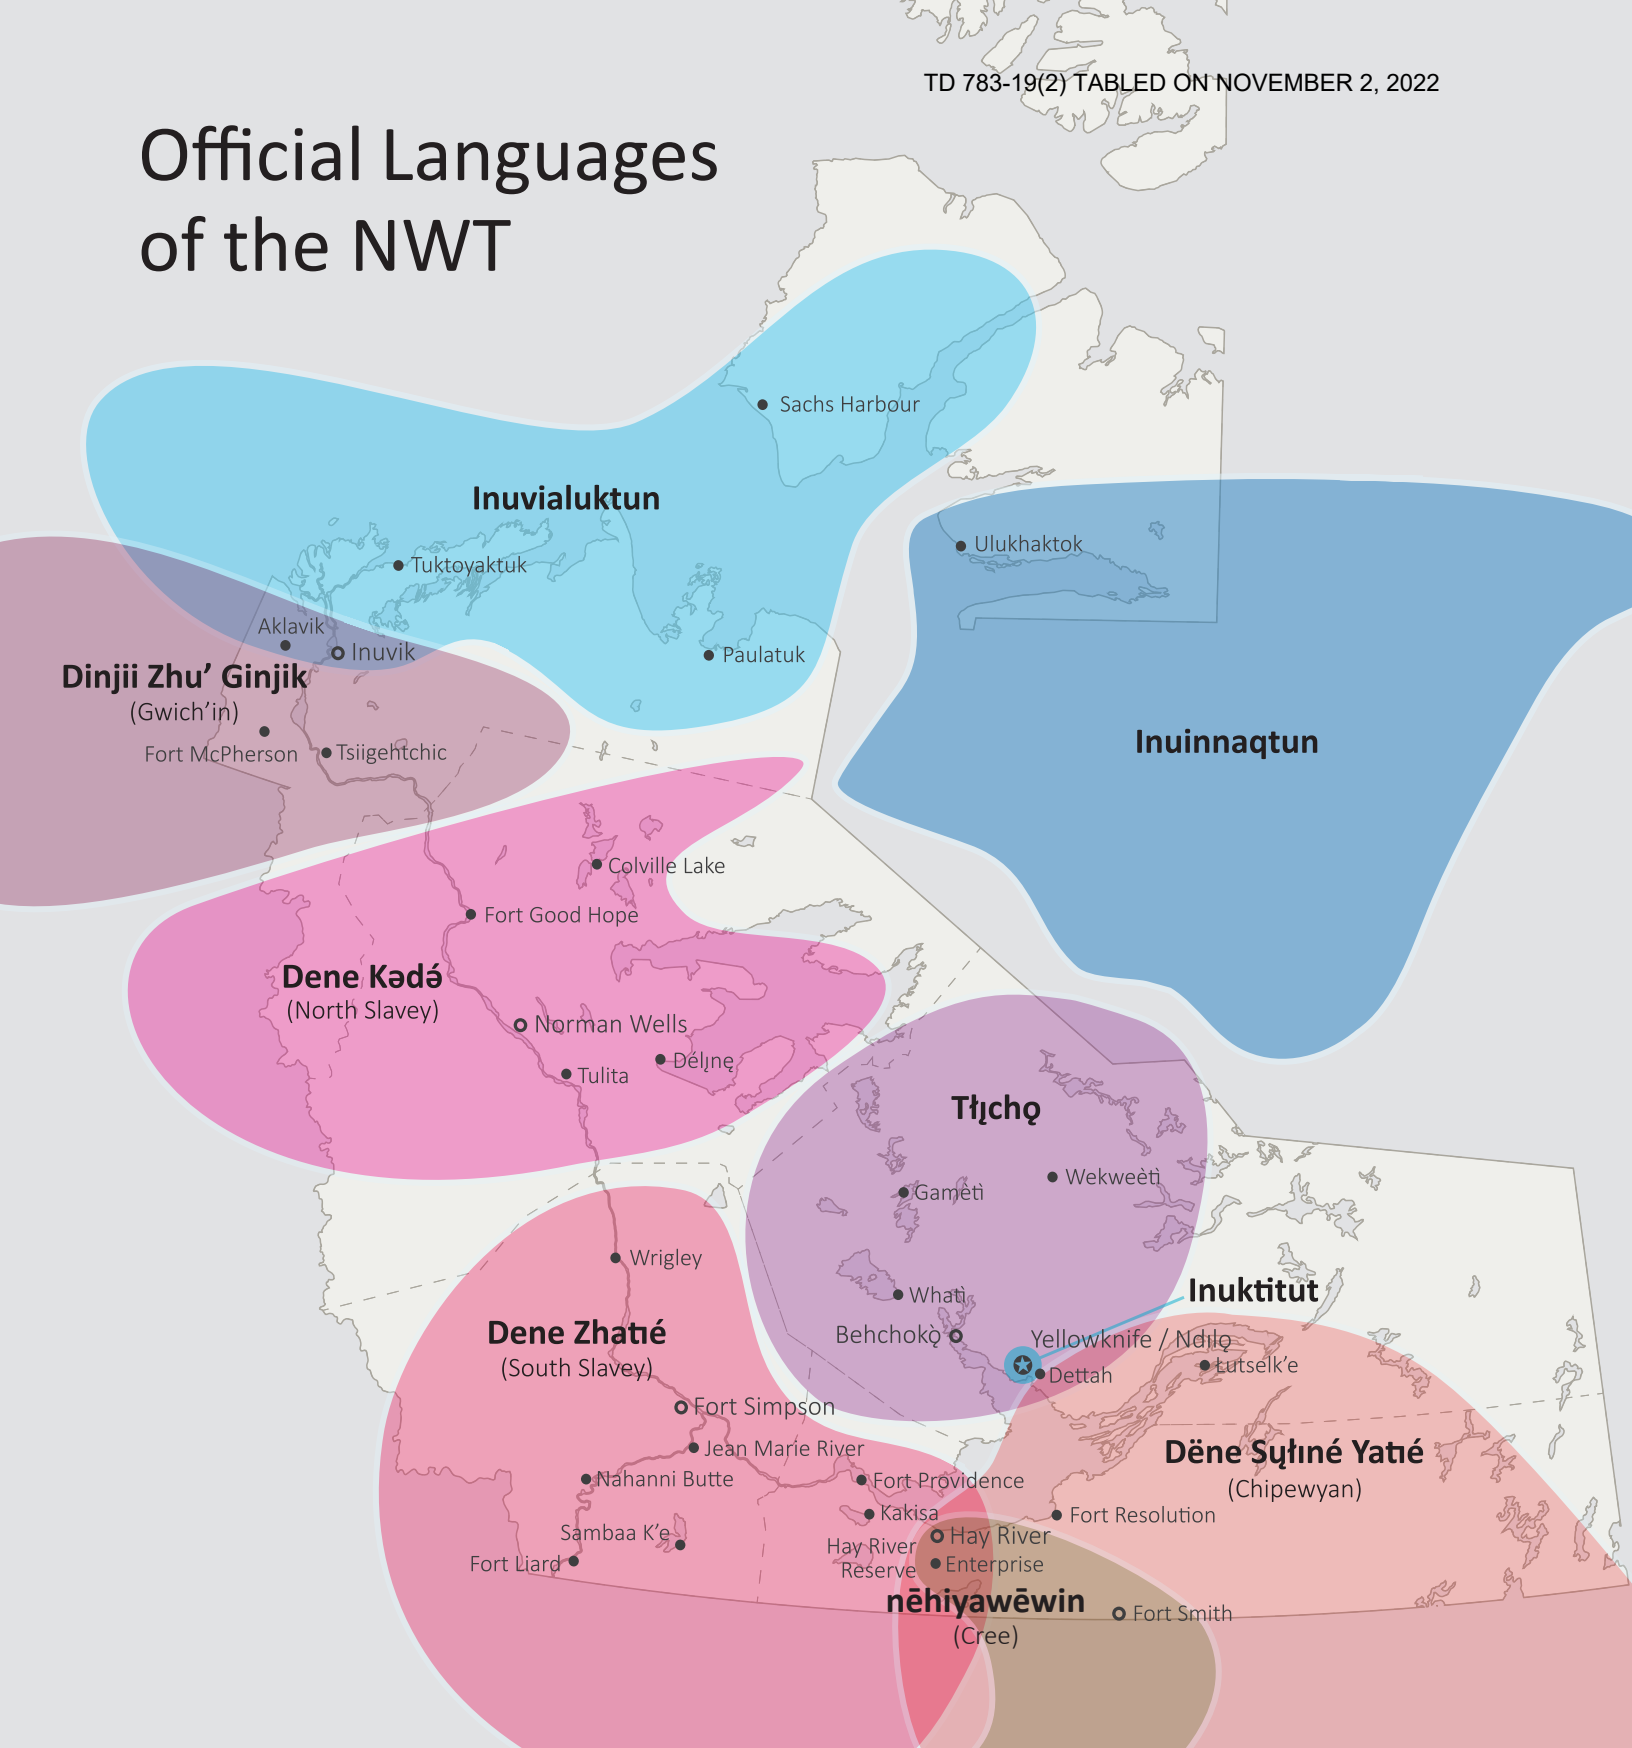 TD 783-19(2) TABLED ON NOVEMBER 2, 2022
Official Languages
of the NWT
Sachs Harbour
Inuvialuktun
Ulukhaktok
Tuktoyaktuk
Aklavik
Inuvik
Paulatuk
Dinjii Zhu’ Ginjik
(Gwich’in)
Fort McPherson
Tsiigehtchic
Inuinnaqtun
Colville Lake
Fort Good Hope
Dene Kǝdǝ́
(North Slavey)
Norman Wells
Délı̨nę
Tulita
Tłı̨chǫ
Wekweètì
Gamètì
Wrigley
Whatì
Inuktitut
Dene Zhatıé
(South Slavey)
Behchokǫ̀
Yellowknife / Ndılǫ
Dettah
Łutselk’e
Fort Simpson
Jean Marie River
Nahanni Butte
Fort Providence
Dëne Sųłıné Yatıé
(Chipewyan)
Kakisa
Fort Resolution
Sambaa K’e
Hay River
Hay River
Reserve
Fort Liard
Enterprise
nēhiyawēwin
(Cree)
Fort Smith